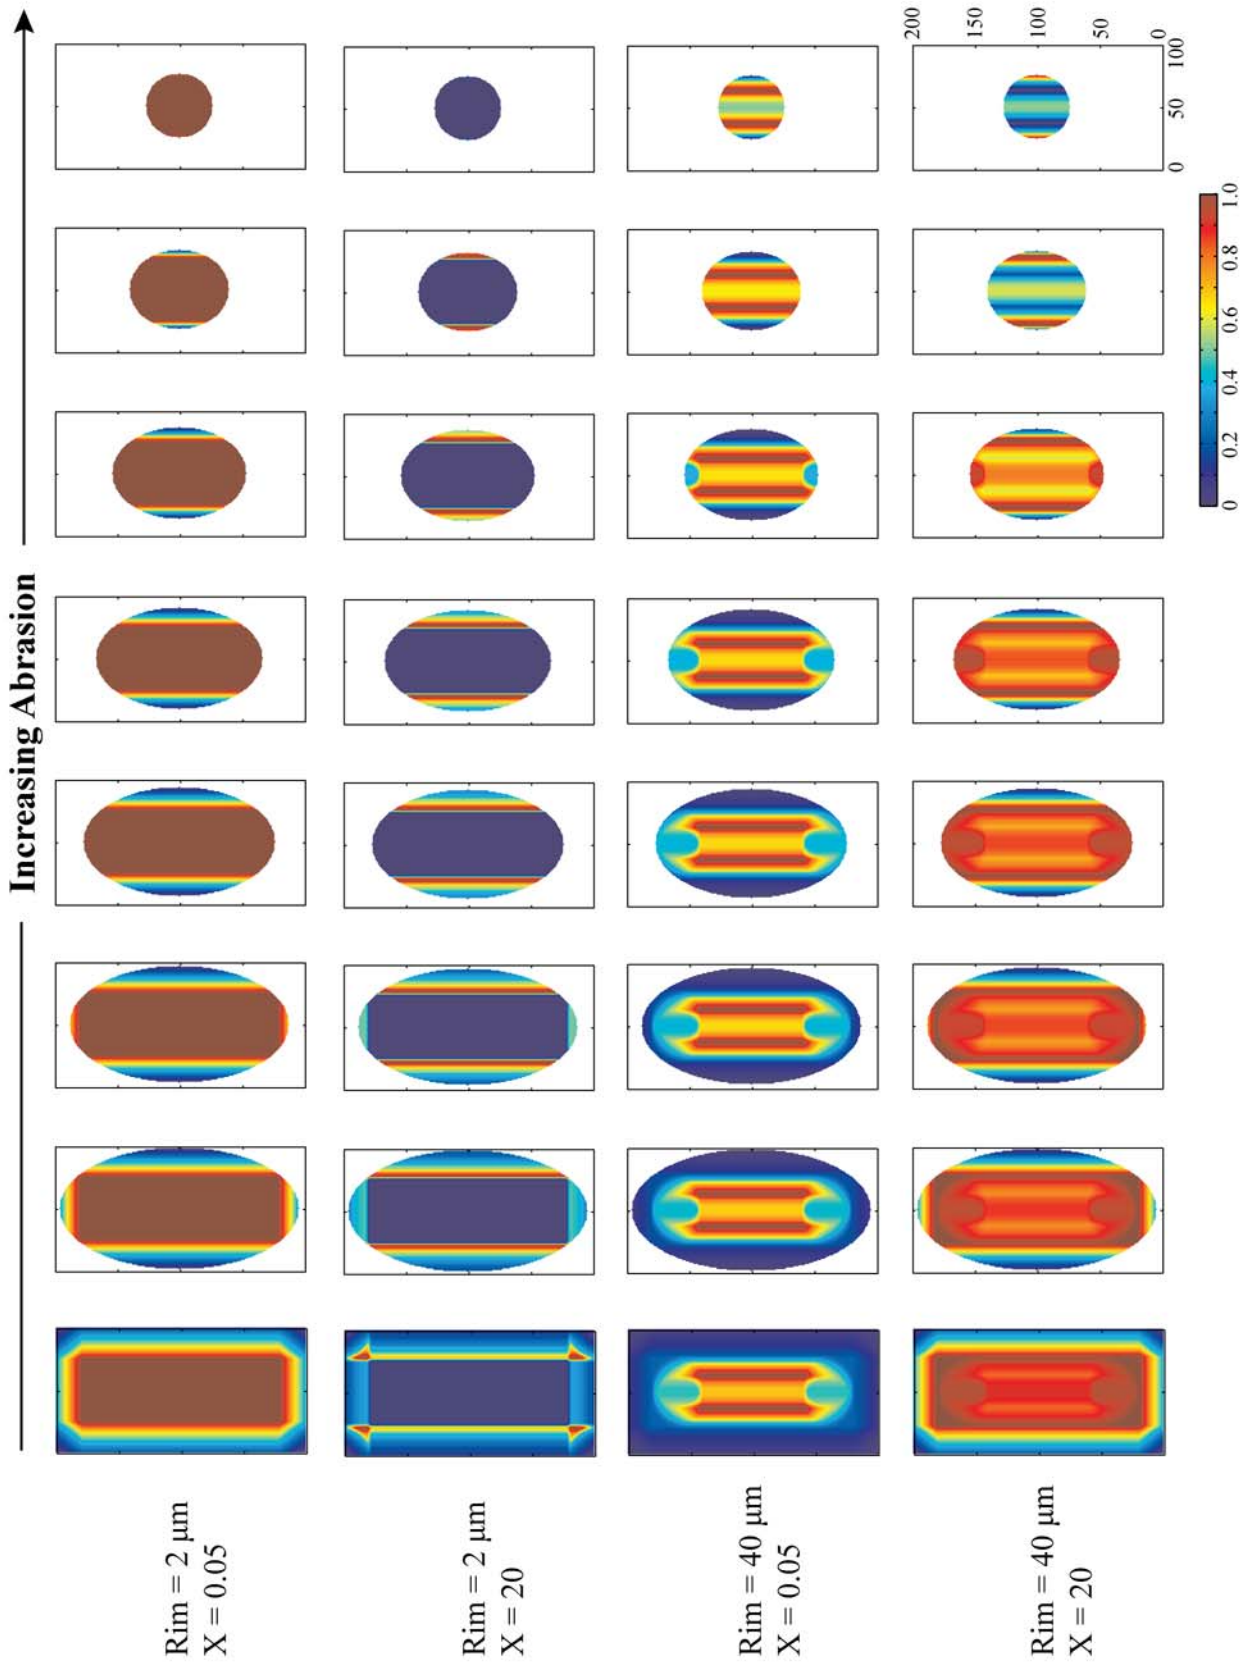 Increasing Abrasion
Rim = 2 μm
X = 0.05
Rim = 2 μm
X = 20
Rim = 40 μm
X = 0.05
Rim = 40 μm
X = 20
200
150
100
50
0
0
50
100
0
0.2
0.4
0.6
0.8
1.0